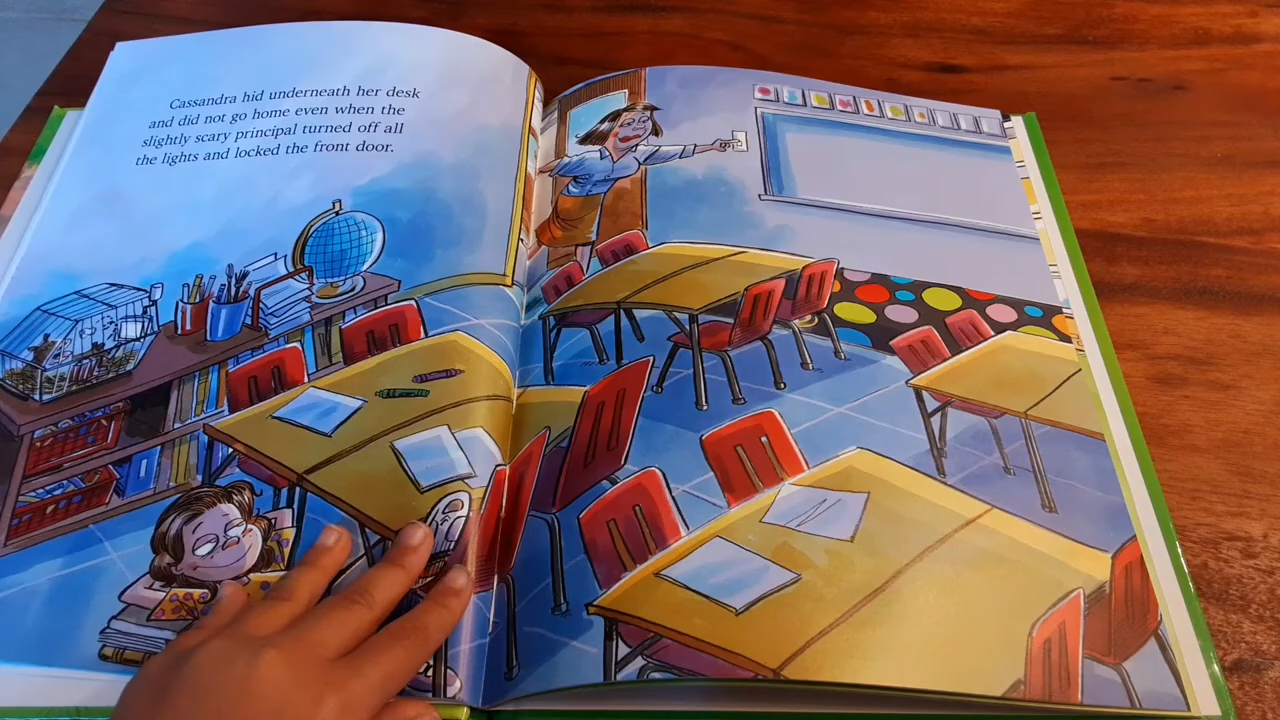 Cassandra hid underneath her desk
and did not go home even when the
slightly scary principal turned off all
the lights and locked the front door.